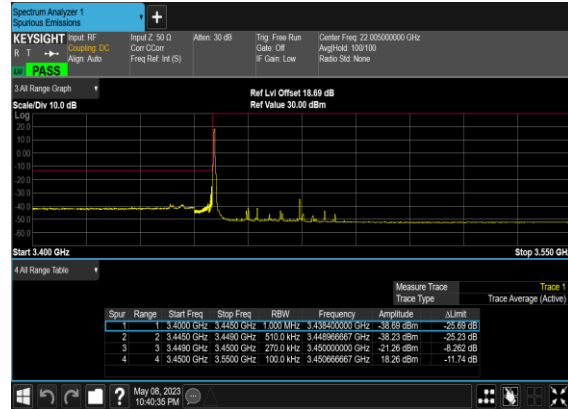 Spectrum Analyzer 1
Spurious Emissions
KEYSIGHT Input: RF Input Z: 50 Ω Atten: 30 dB Trig: Free Run Center Freq: 22.005000000 GHz
R T Coupling: DC Corr CCorr Gate: Off Avg|Hold: 100/100
Align: Auto Freq Ref: Int (S) IF Gain: Low Radio Std: None
PASS
3 All Range Graph
Ref Lvl Offset 18.69 dB
Scale/Div 10.0 dB Ref Value 30.00 dBm
Log
20.0
10.0
0.00
-10.0
-20.0
-30.0
-40.0
-50.0
-60.0
Start 3.400 GHz Stop 3.550 GHz
4 All Range Table
Measure Trace Trace 1
Trace Type Trace Average (Active)
Spur Range Start Freq Stop Freq RBW Frequency Amplitude ΔLimit
1 1 3.4000 GHz 3.4450 GHz 1.000 MHz 3.438400000 GHz -38.69 dBm -25.69 dB
2 2 3.4450 GHz 3.4490 GHz 510.0 kHz 3.448966667 GHz -38.23 dBm -25.23 dB
3 3 3.4490 GHz 3.4500 GHz 270.0 kHz 3.450000000 GHz -21.26 dBm -8.262 dB
4 4 3.4500 GHz 3.5500 GHz 100.0 kHz 3.450666667 GHz 18.26 dBm -11.74 dB
? May 08, 2023
10:40:35 PM